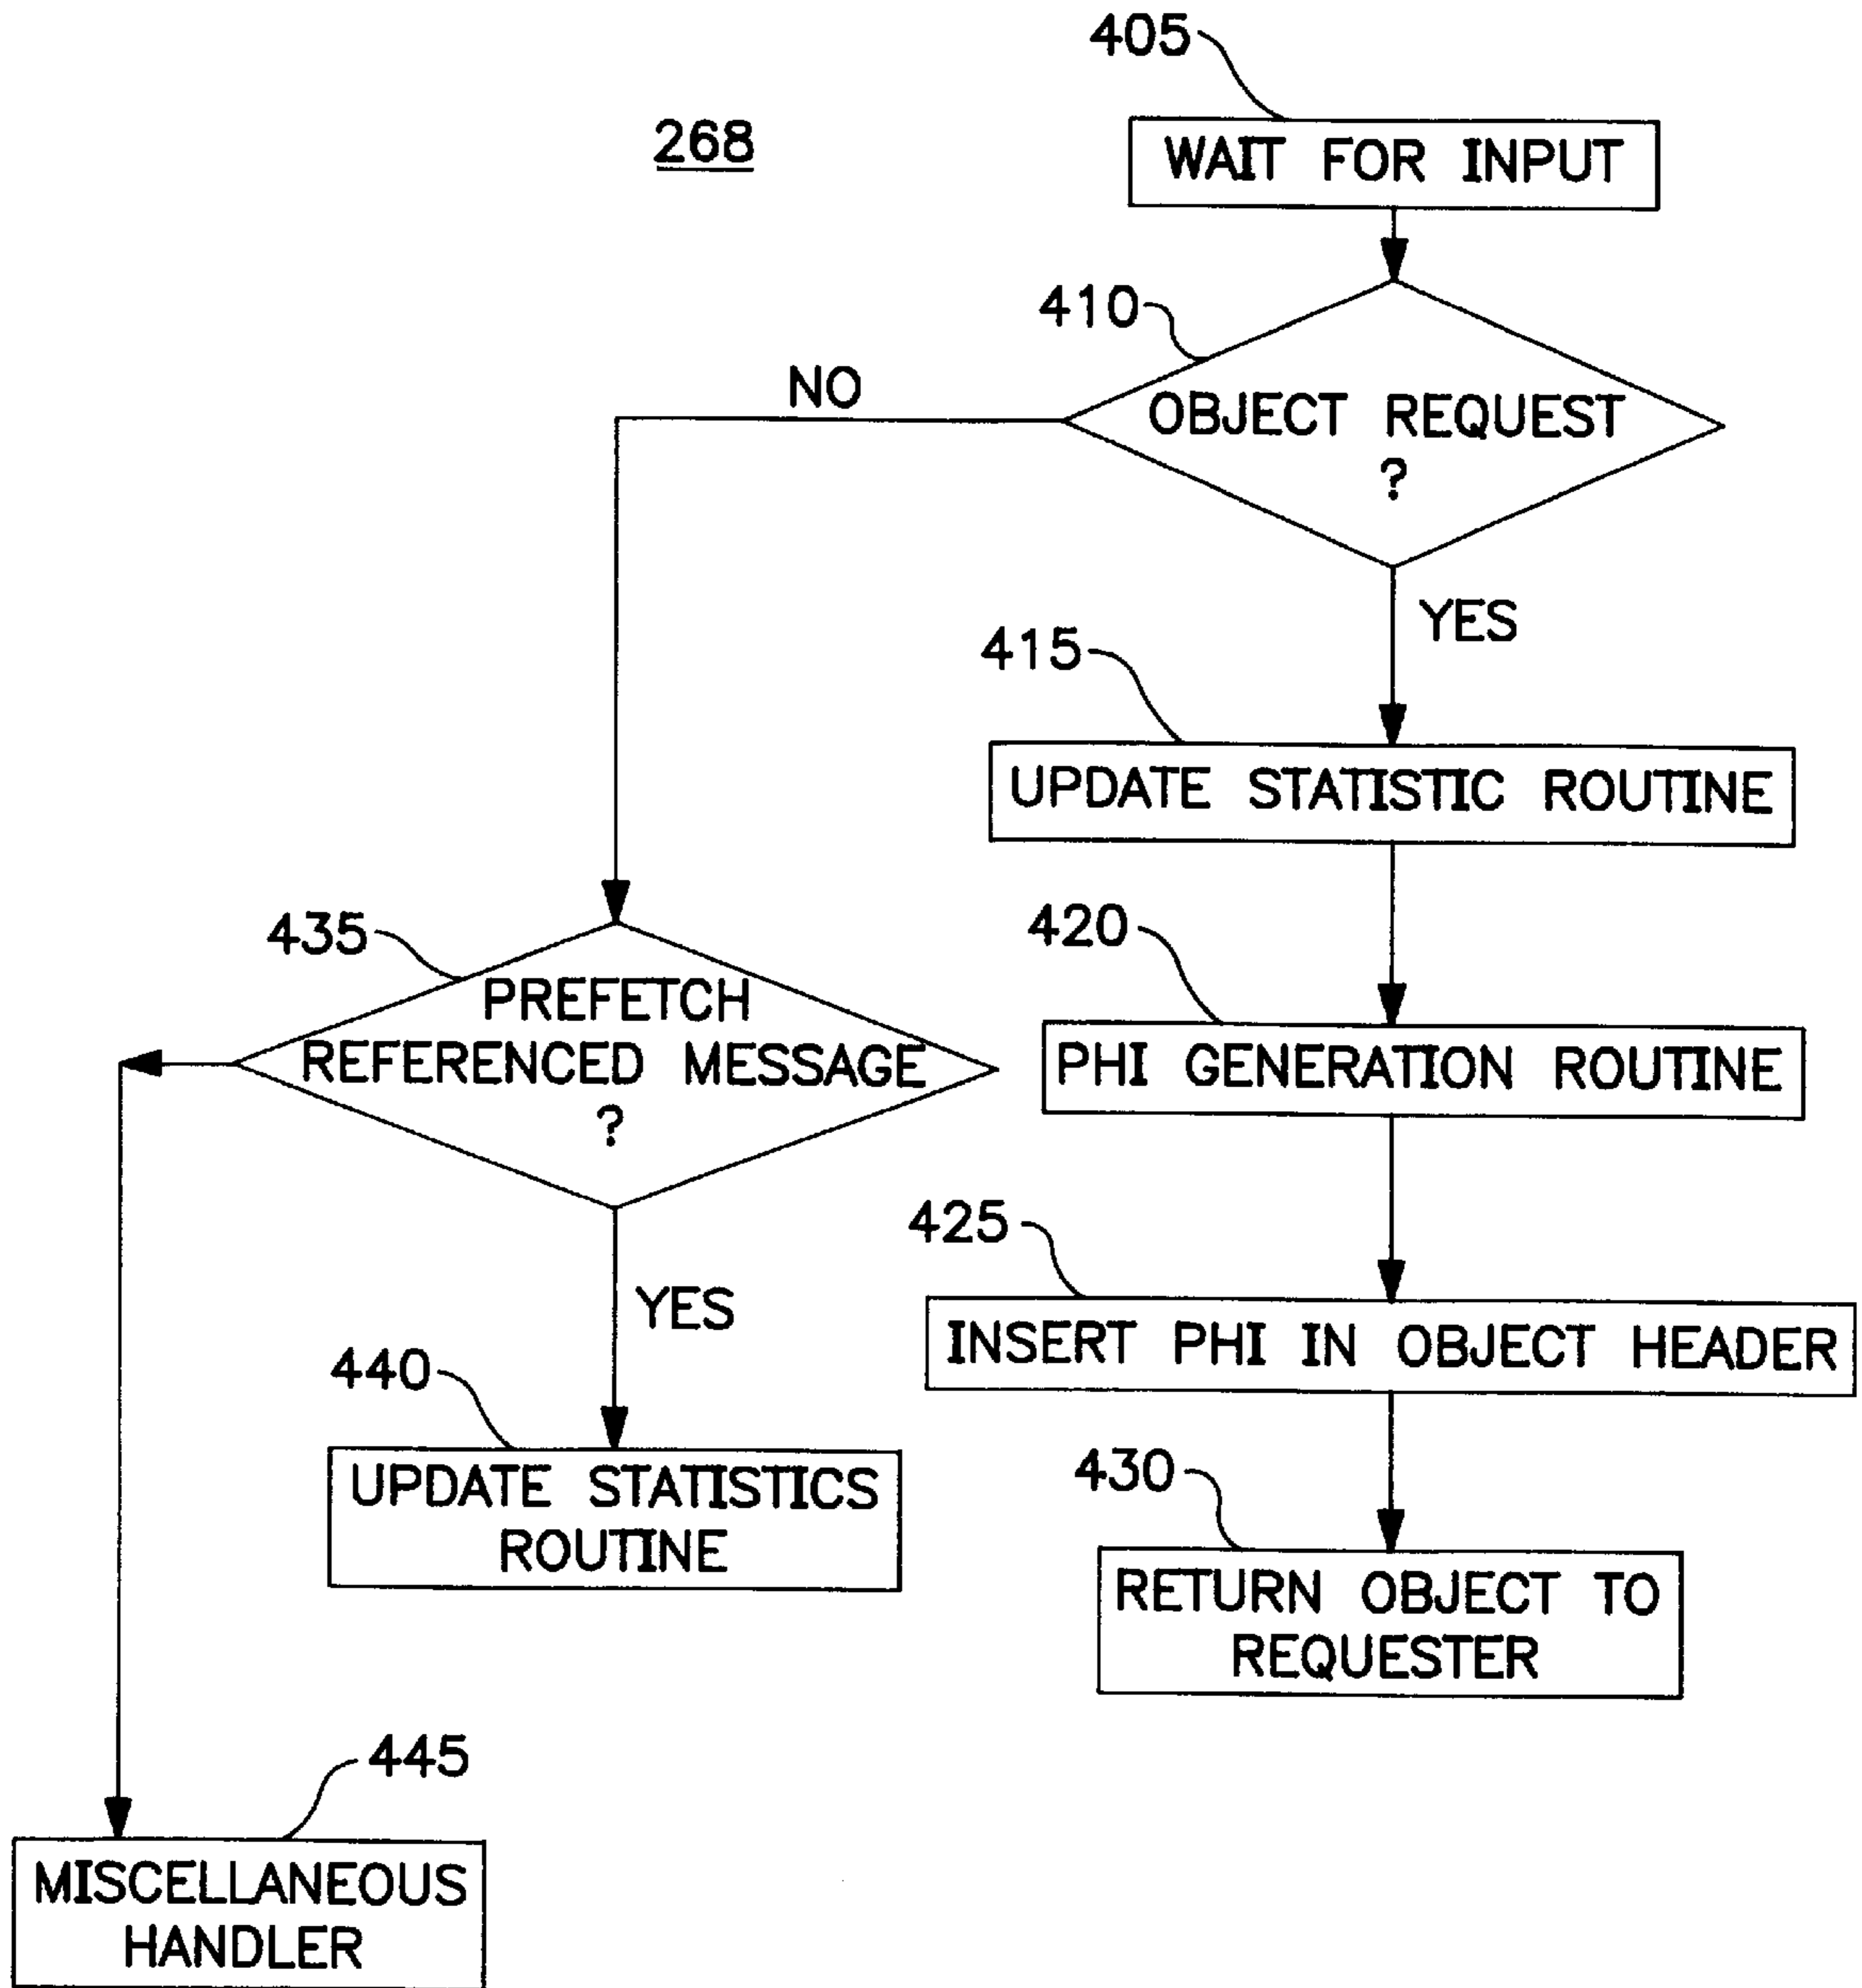 405
268
WAIT FOR INPUT
410
NO
OBJECT REQUEST
?
YES
415
UPDATE STATISTIC ROUTINE
435
420
PREFETCH
REFERENCED MESSAGE
?
PHI GENERATION ROUTINE
425
YES
INSERT PHI IN OBJECT HEADER
440
UPDATE STATISTICS
ROUTINE
430
RETURN OBJECT TO
REQUESTER
445
MISCELLANEOUS
HANDLER